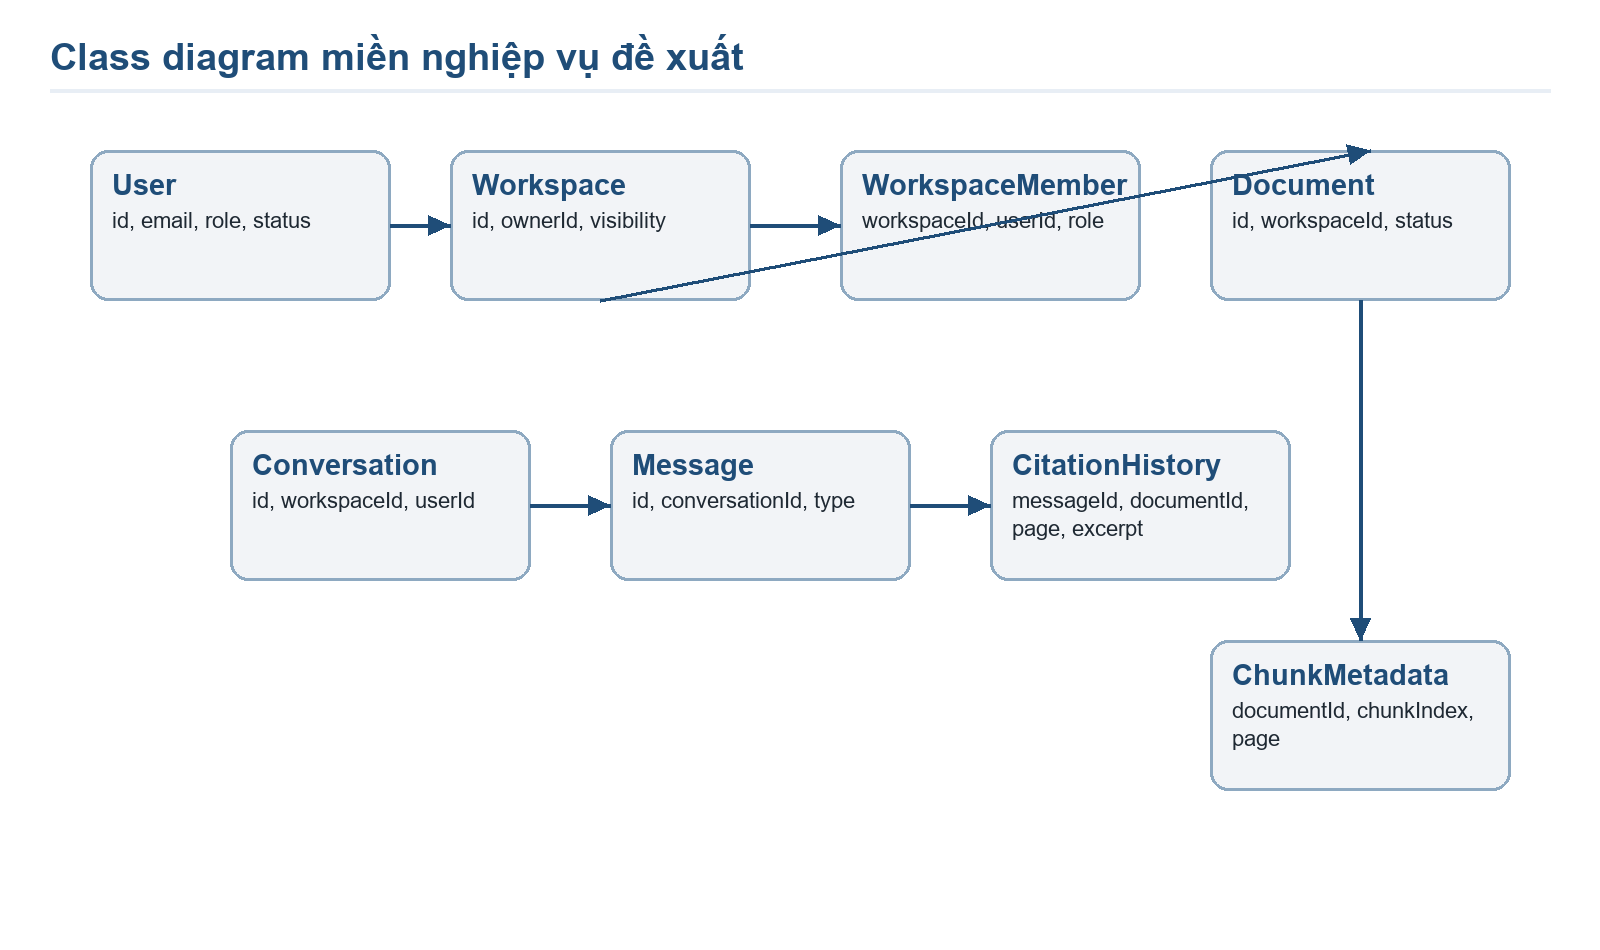 Class diagram miền nghiệp vụ đề xuất
User
id, email, role, status
Workspace
id, ownerId, visibility
WorkspaceMember
workspaceId, userId, role
Document
id, workspaceId, status
Conversation
id, workspaceId, userId
Message
id, conversationId, type
CitationHistory
messageId, documentId,
page, excerpt
ChunkMetadata
documentId, chunkIndex,
page